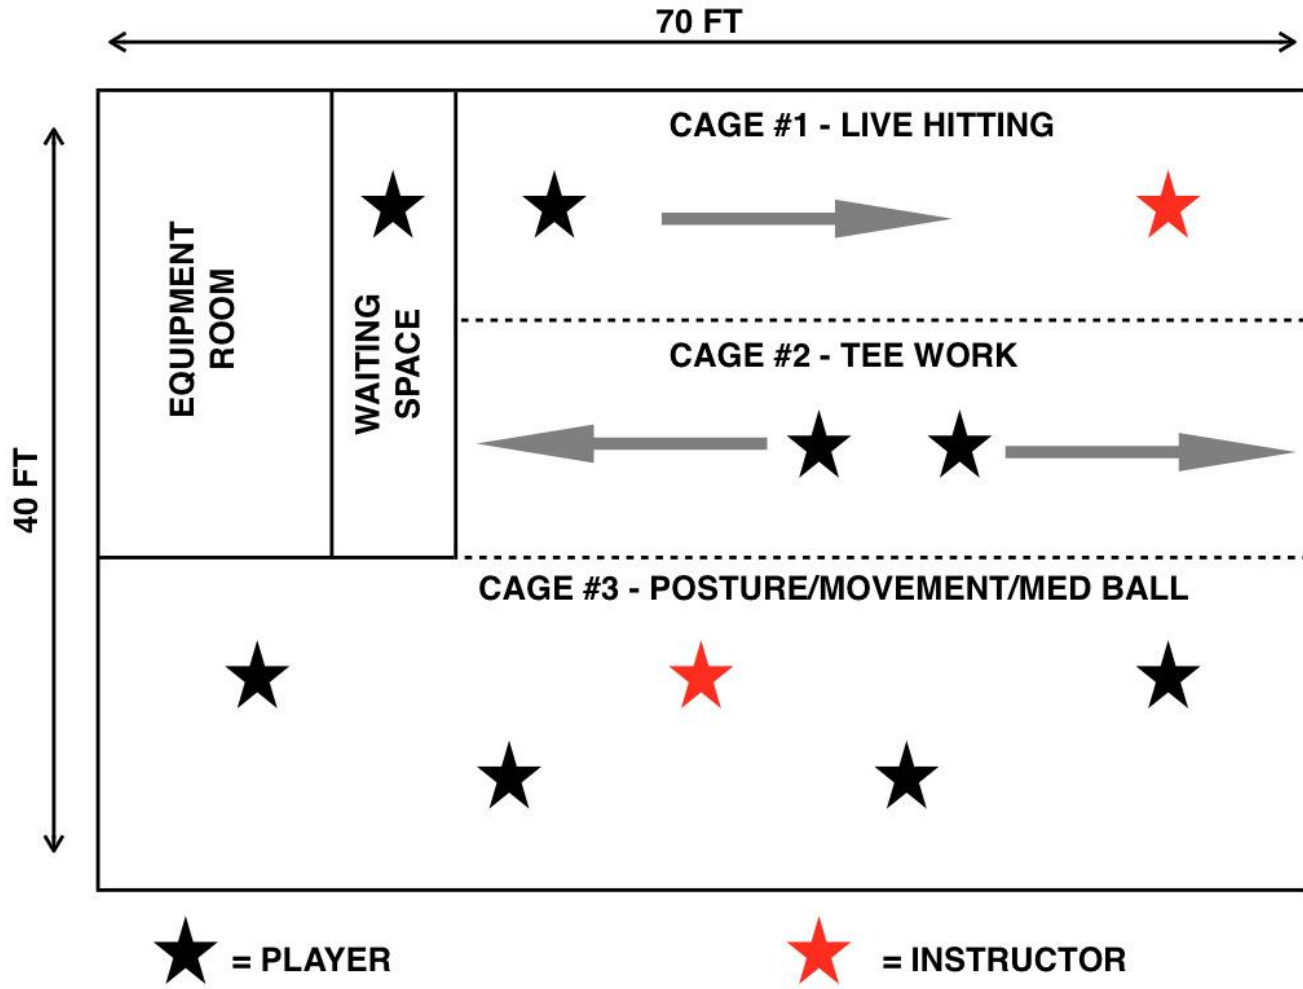 70 FT
CAGE #1 - LIVE HITTING
EQUIPMENT
ROOM
WAITING
SPACE
CAGE #2 - TEE WORK
40 FT
CAGE #3 - POSTURE/MOVEMENT/MED BALL
= PLAYER
= INSTRUCTOR